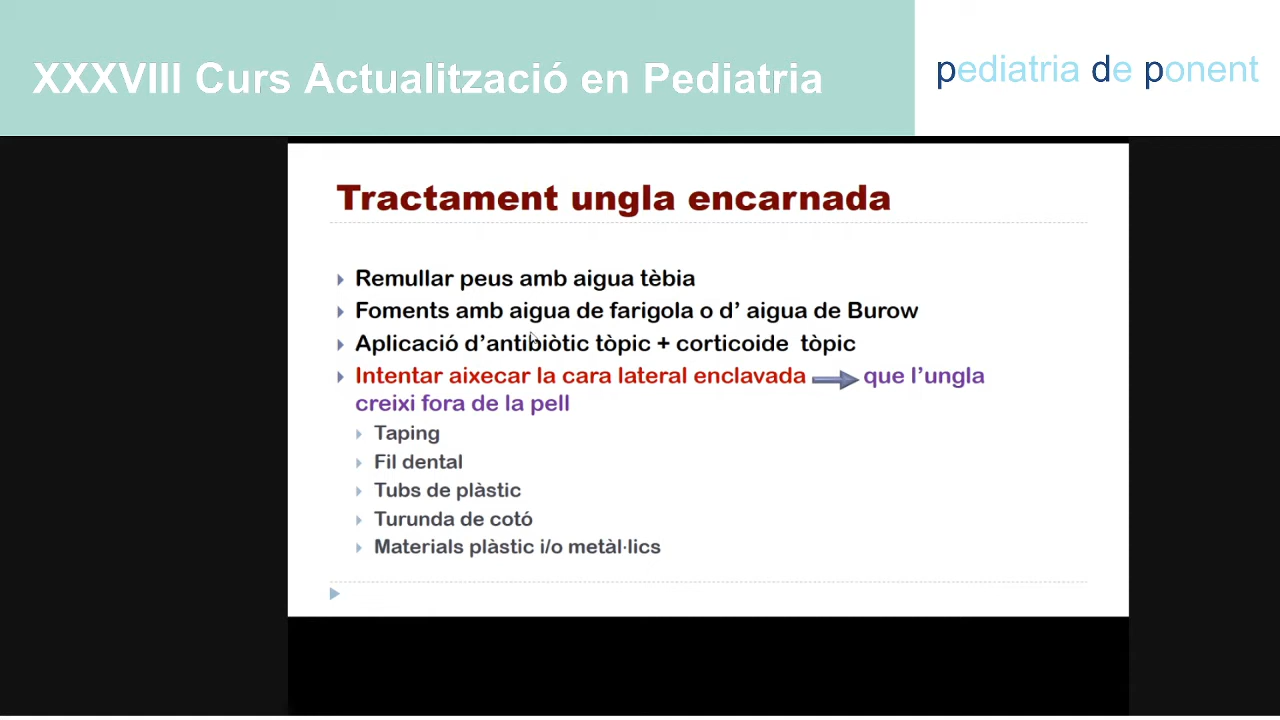 XXXVIII Curs Actualització en Pediatria
pediatria de ponent
Tractament ungla encarnada
Remullar peus amb aigua tèbia
Foments amb aigua de farigola o d’ aigua de Burow
Aplicació d’antibiòtic tòpic + corticoide tòpic
Intentar aixecar la cara lateral enclavada que l’ungla
creixi fora de la pell
Taping
Fil dental
Tubs de plàstic
Turunda de cotó
Materials plàstic i/o metàl·lics